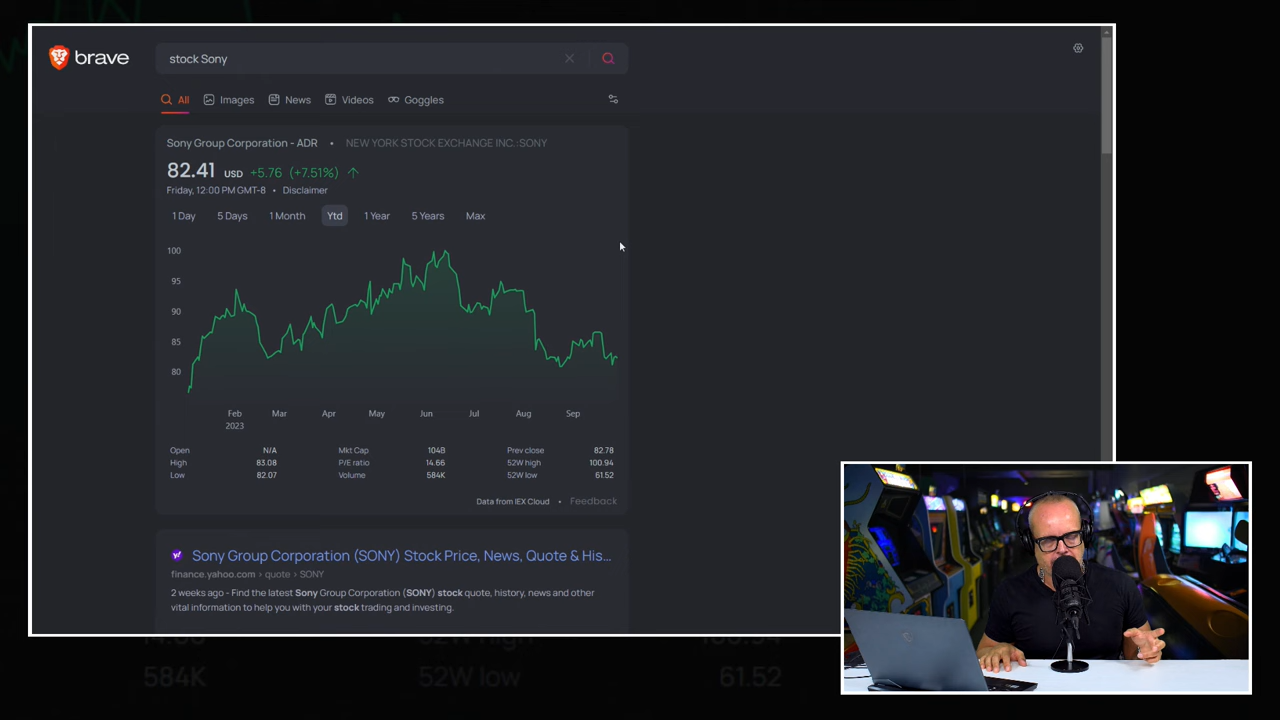 brave
stock Sony
All Images News Videos Goggles
Sony Group Corporation - ADR • NEW YORK STOCK EXCHANGE INC.:SONY
82.41 USD +5.76 (+7.51%) ↑
Friday, 12:00 PM GMT-8 • Disclaimer
1 Day 5 Days 1 Month Ytd 1 Year 5 Years Max
100
95
90
85
80
Feb Mar Apr May Jun Jul Aug Sep
2023
Open N/A Mkt Cap 104B Prev close 82.78
High 83.08 P/E ratio 14.66 52W high 100.94
Low 82.07 Volume 584K 52W low 61.52
Data from IEX Cloud • Feedback
Sony Group Corporation (SONY) Stock Price, News, Quote & His...
finance.yahoo.com › quote › SONY
2 weeks ago - Find the latest Sony Group Corporation (SONY) stock quote, history, news and other
vital information to help you with your stock trading and investing.
584K 52W low 61.52